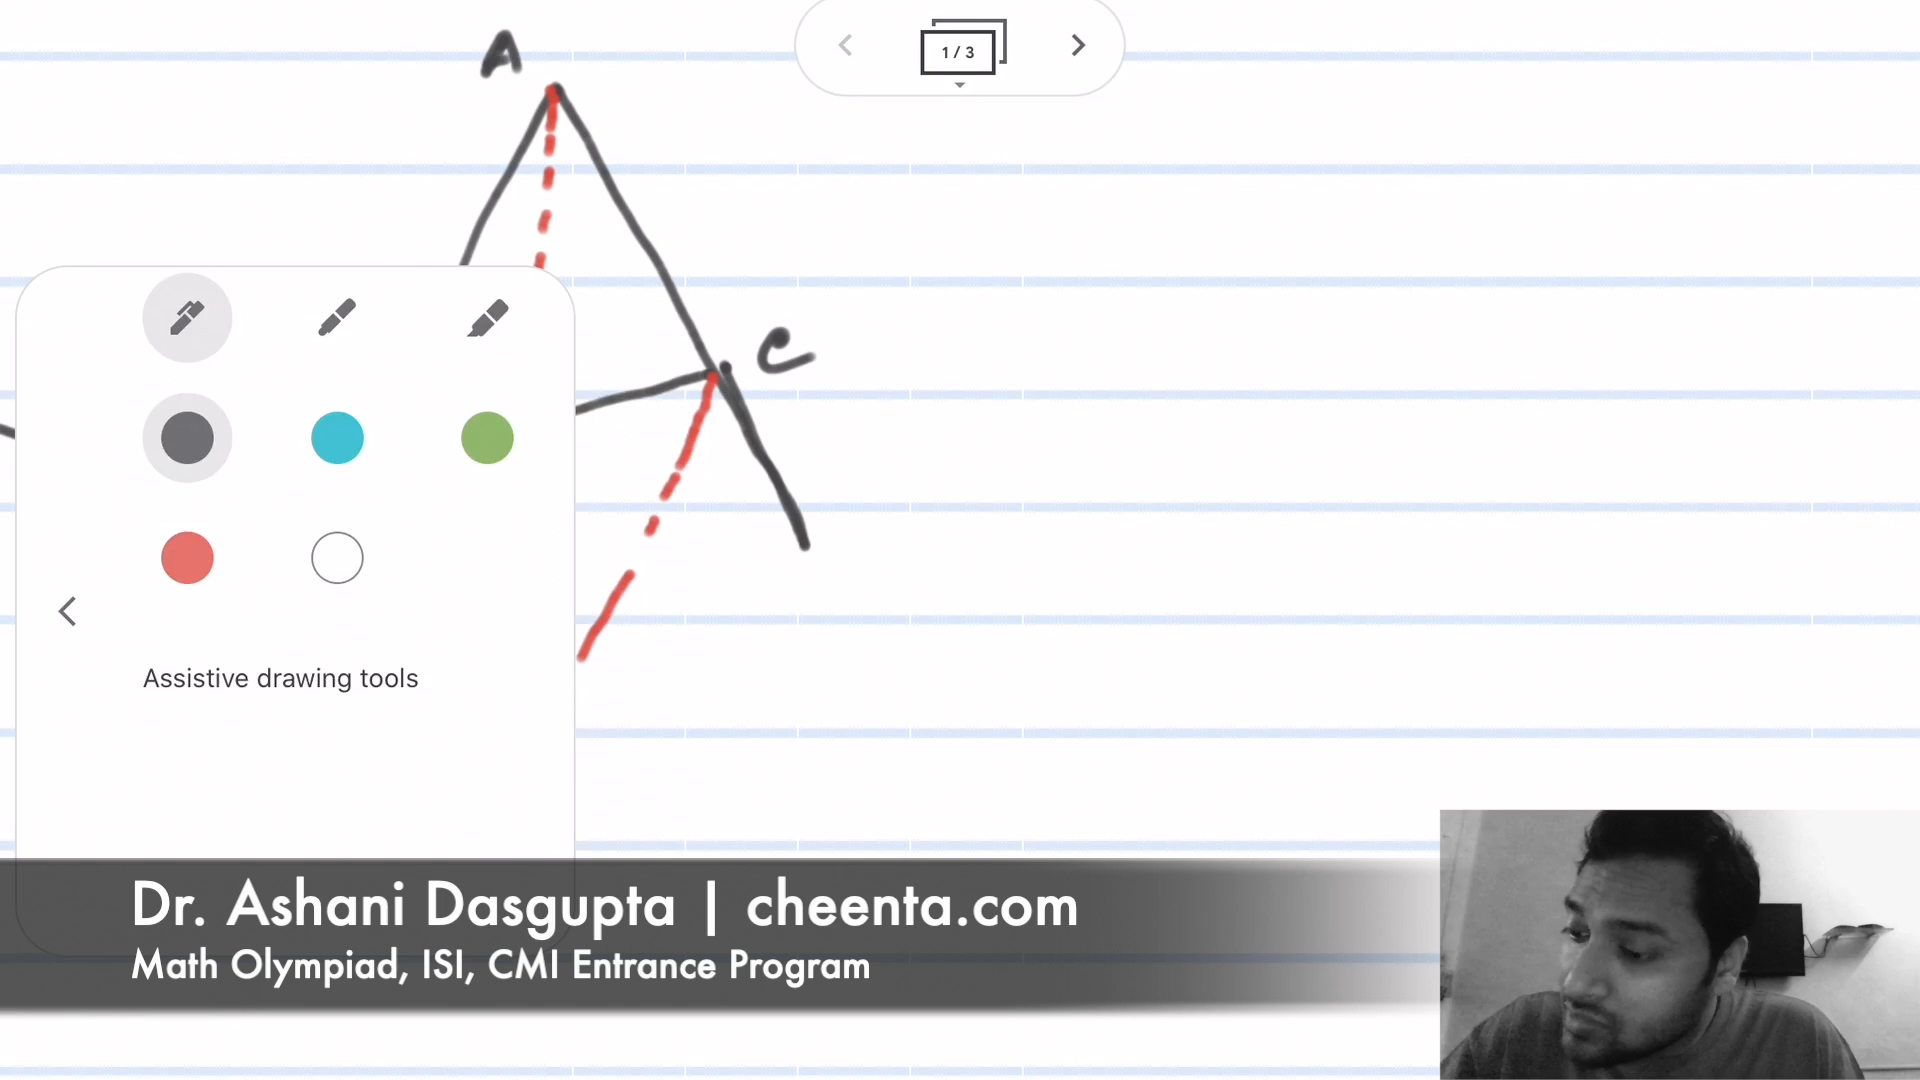 A
1 / 3
C
Assistive drawing tools
Dr. Ashani Dasgupta | cheenta.com
Math Olympiad, ISI, CMI Entrance Program